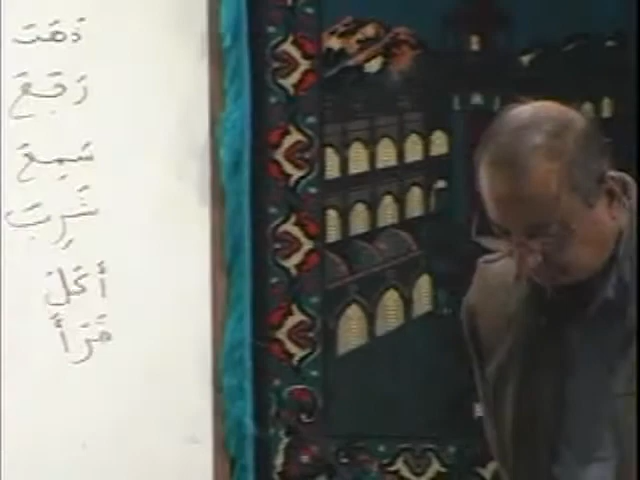 ذَهَبَ
رَجَعَ
سَمِعَ
شَرِبَ
أَكَلَ
قَرَأَ